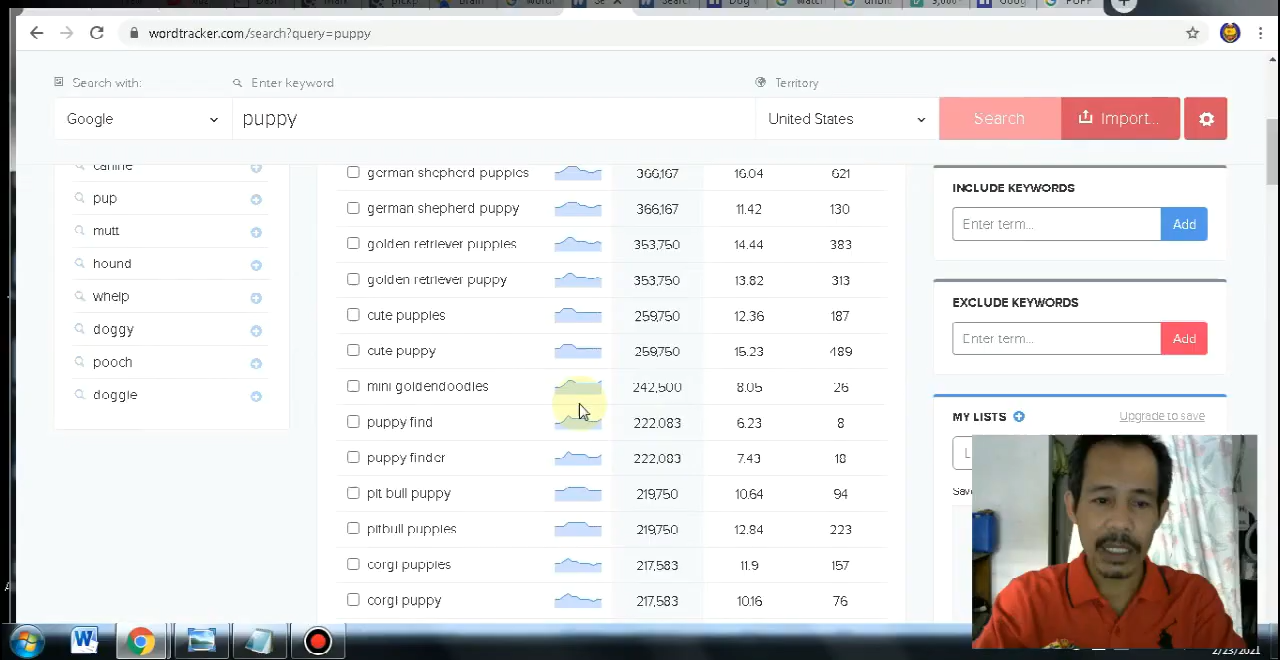 wordtracker.com/search?query=puppy
Search with:
Enter keyword
Territory
Google
puppy
United States
Search
Import...
canine
pup
mutt
hound
whelp
doggy
pooch
doggle
german shepherd puppies 366,167 16.04 621
german shepherd puppy 366,167 11.42 130
golden retriever puppies 353,750 14.44 383
golden retriever puppy 353,750 13.82 313
cute puppies 259,750 12.36 187
cute puppy 259,750 15.23 489
mini goldendoodles 242,500 8.05 26
puppy find 222,083 6.23 8
puppy finder 222,083 7.43 18
pit bull puppy 219,750 10.64 94
pitbull puppies 219,750 12.84 223
corgi puppies 217,583 11.9 157
corgi puppy 217,583 10.16 76
INCLUDE KEYWORDS
Enter term...
Add
EXCLUDE KEYWORDS
Enter term...
Add
MY LISTS
Upgrade to save
2/23/2021